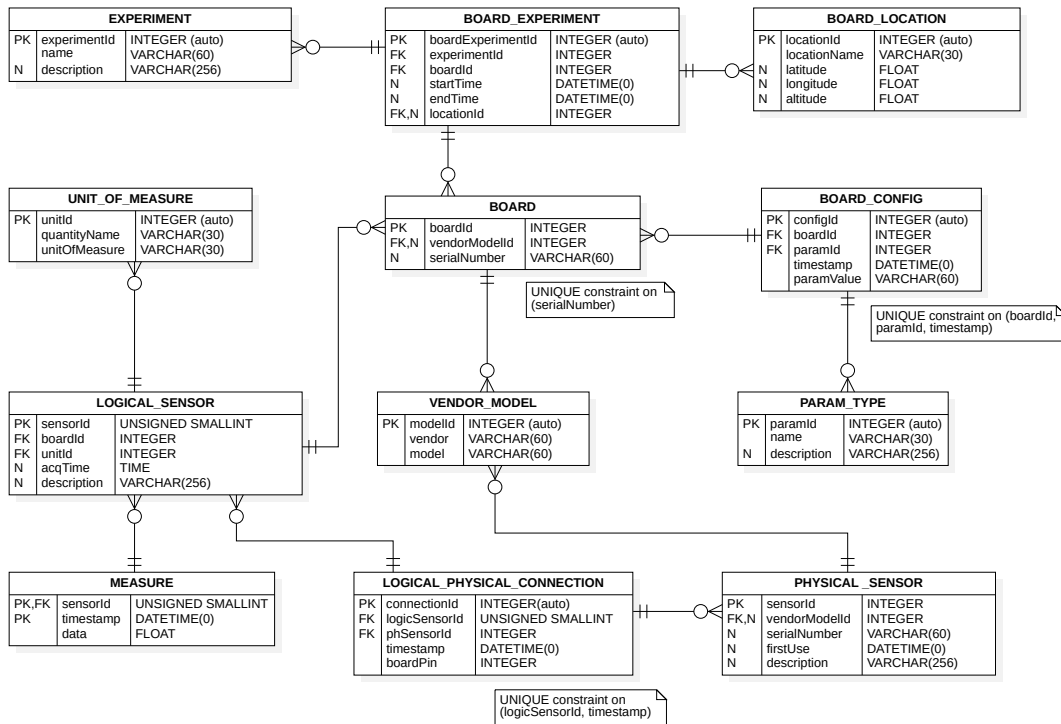 EXPERIMENT
PK experimentId INTEGER (auto)
name VARCHAR(60)
N description VARCHAR(256)
BOARD_EXPERIMENT
PK boardExperimentId INTEGER (auto)
FK experimentId INTEGER
FK boardId INTEGER
N startTime DATETIME(0)
N endTime DATETIME(0)
FK,N locationId INTEGER
BOARD_LOCATION
PK locationId INTEGER (auto)
locationName VARCHAR(30)
N latitude FLOAT
N longitude FLOAT
N altitude FLOAT
UNIT_OF_MEASURE
PK unitId INTEGER (auto)
quantityName VARCHAR(30)
unitOfMeasure VARCHAR(30)
BOARD
PK boardId INTEGER
FK,N vendorModelId INTEGER
N serialNumber VARCHAR(60)
UNIQUE constraint on
(serialNumber)
BOARD_CONFIG
PK configId INTEGER (auto)
FK boardId INTEGER
FK paramId INTEGER
timestamp DATETIME(0)
paramValue VARCHAR(60)
UNIQUE constraint on (boardId,
paramId, timestamp)
LOGICAL_SENSOR
PK sensorId UNSIGNED SMALLINT
FK boardId INTEGER
FK unitId INTEGER
N acqTime TIME
N description VARCHAR(256)
VENDOR_MODEL
PK modelId INTEGER (auto)
vendor VARCHAR(60)
model VARCHAR(60)
PARAM_TYPE
PK paramId INTEGER (auto)
name VARCHAR(30)
N description VARCHAR(256)
MEASURE
PK,FK sensorId UNSIGNED SMALLINT
PK timestamp DATETIME(0)
data FLOAT
LOGICAL_PHYSICAL_CONNECTION
PK connectionId INTEGER(auto)
FK logicSensorId UNSIGNED SMALLINT
FK phSensorId INTEGER
timestamp DATETIME(0)
boardPin INTEGER
UNIQUE constraint on
(logicSensorId, timestamp)
PHYSICAL _SENSOR
PK sensorId INTEGER
FK,N vendorModelId INTEGER
N serialNumber VARCHAR(60)
N firstUse DATETIME(0)
N description VARCHAR(256)